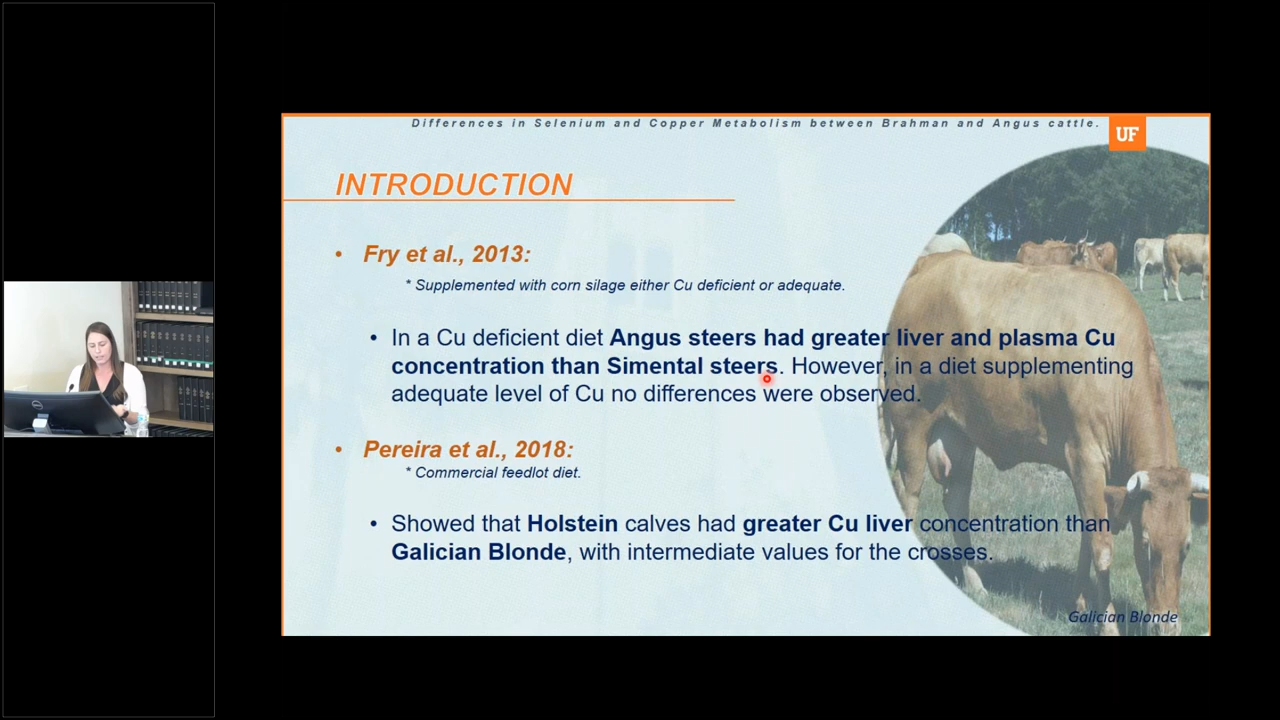 Differences in Selenium and Copper Metabolism between Brahman and Angus cattle.
UF
INTRODUCTION
• Fry et al., 2013:
* Supplemented with corn silage either Cu deficient or adequate.
• In a Cu deficient diet Angus steers had greater liver and plasma Cu
concentration than Simental steers. However, in a diet supplementing
adequate level of Cu no differences were observed.
• Pereira et al., 2018:
* Commercial feedlot diet.
• Showed that Holstein calves had greater Cu liver concentration than
Galician Blonde, with intermediate values for the crosses.
Galician Blonde